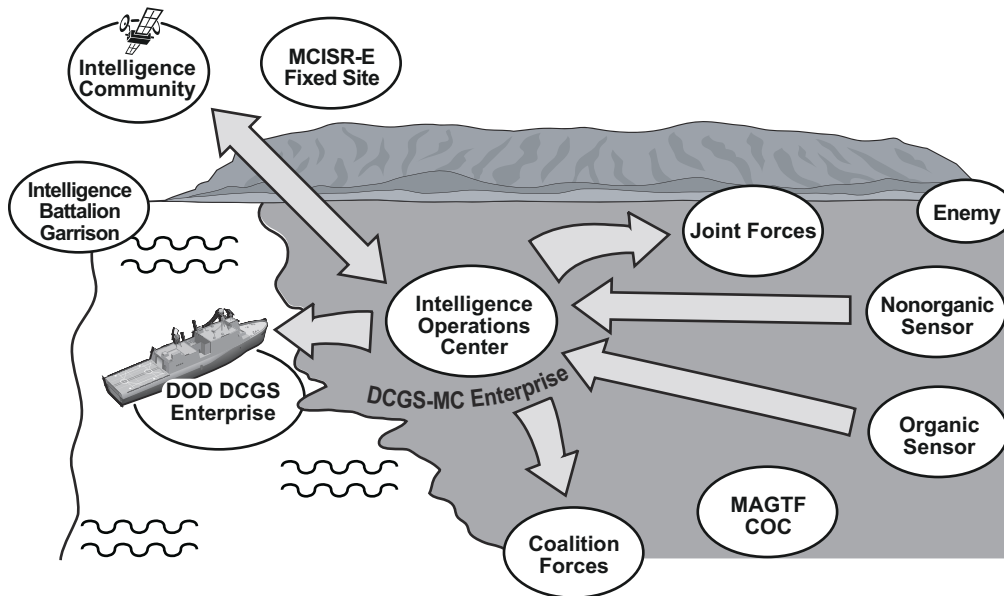 Intelligence
Community
MCISR-E
Fixed Site
Intelligence
Battalion
Garrison
Joint Forces
Enemy
Intelligence
Operations
Center
Nonorganic
Sensor
DOD DCGS
Enterprise
DCGS-MC Enterprise
Organic
Sensor
MAGTF
COC
Coalition
Forces